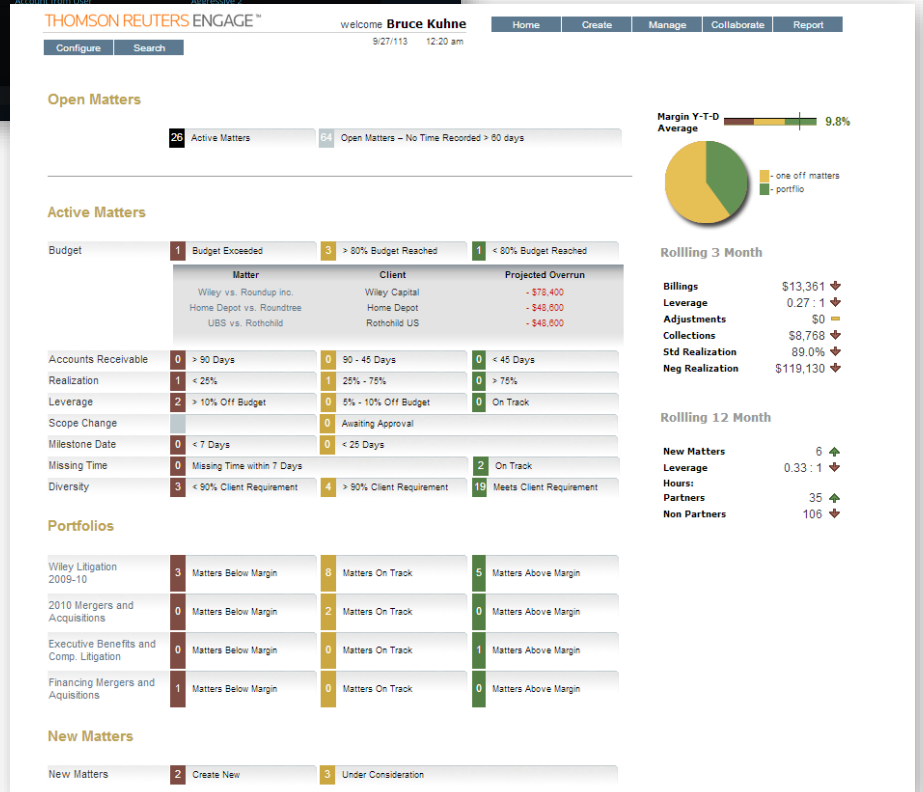 Account from User Aggressive 2
THOMSON REUTERS ENGAGE™
welcome Bruce Kuhne
9/27/113 12:20 am
Home Create Manage Collaborate Report
Configure Search
Open Matters
26 Active Matters 64 Open Matters – No Time Recorded > 60 days
Margin Y-T-D Average 9.8%
- one off matters
- portflio
Active Matters
Budget 1 Budget Exceeded 3 > 80% Budget Reached 1 < 80% Budget Reached
Matter Client Projected Overrun
Wiley vs. Roundup inc. Wiley Capital - $78,400
Home Depot vs. Roundtree Home Depot - $48,600
UBS vs. Rothchild Rothohild US - $48,600
Accounts Receivable 0 > 90 Days 0 90 - 45 Days 0 < 45 Days
Realization 1 < 25% 1 25% - 75% 0 > 75%
Leverage 2 > 10% Off Budget 0 5% - 10% Off Budget 0 On Track
Scope Change 0 Awaiting Approval
Milestone Date 0 < 7 Days 0 < 25 Days
Missing Time 0 Missing Time within 7 Days 2 On Track
Diversity 3 < 90% Client Requirement 4 > 90% Client Requirement 19 Meets Client Requirement
Rollling 3 Month
Billings $13,361
Leverage 0.27 : 1
Adjustments $0
Collections $8,768
Std Realization 89.0%
Neg Realization $119,130
Rollling 12 Month
New Matters 6
Leverage 0.33 : 1
Hours:
Partners 35
Non Partners 106
Portfolios
Wiley Litigation
2009-10
3 Matters Below Margin 8 Matters On Track 5 Matters Above Margin
2010 Mergers and
Acquisitions
0 Matters Below Margin 2 Matters On Track 0 Matters Above Margin
Executive Benefits and
Comp. Litigation
0 Matters Below Margin 0 Matters On Track 1 Matters Above Margin
Financing Mergers and
Aquisitions
1 Matters Below Margin 0 Matters On Track 0 Matters Above Margin
New Matters
New Matters 2 Create New 3 Under Consideration